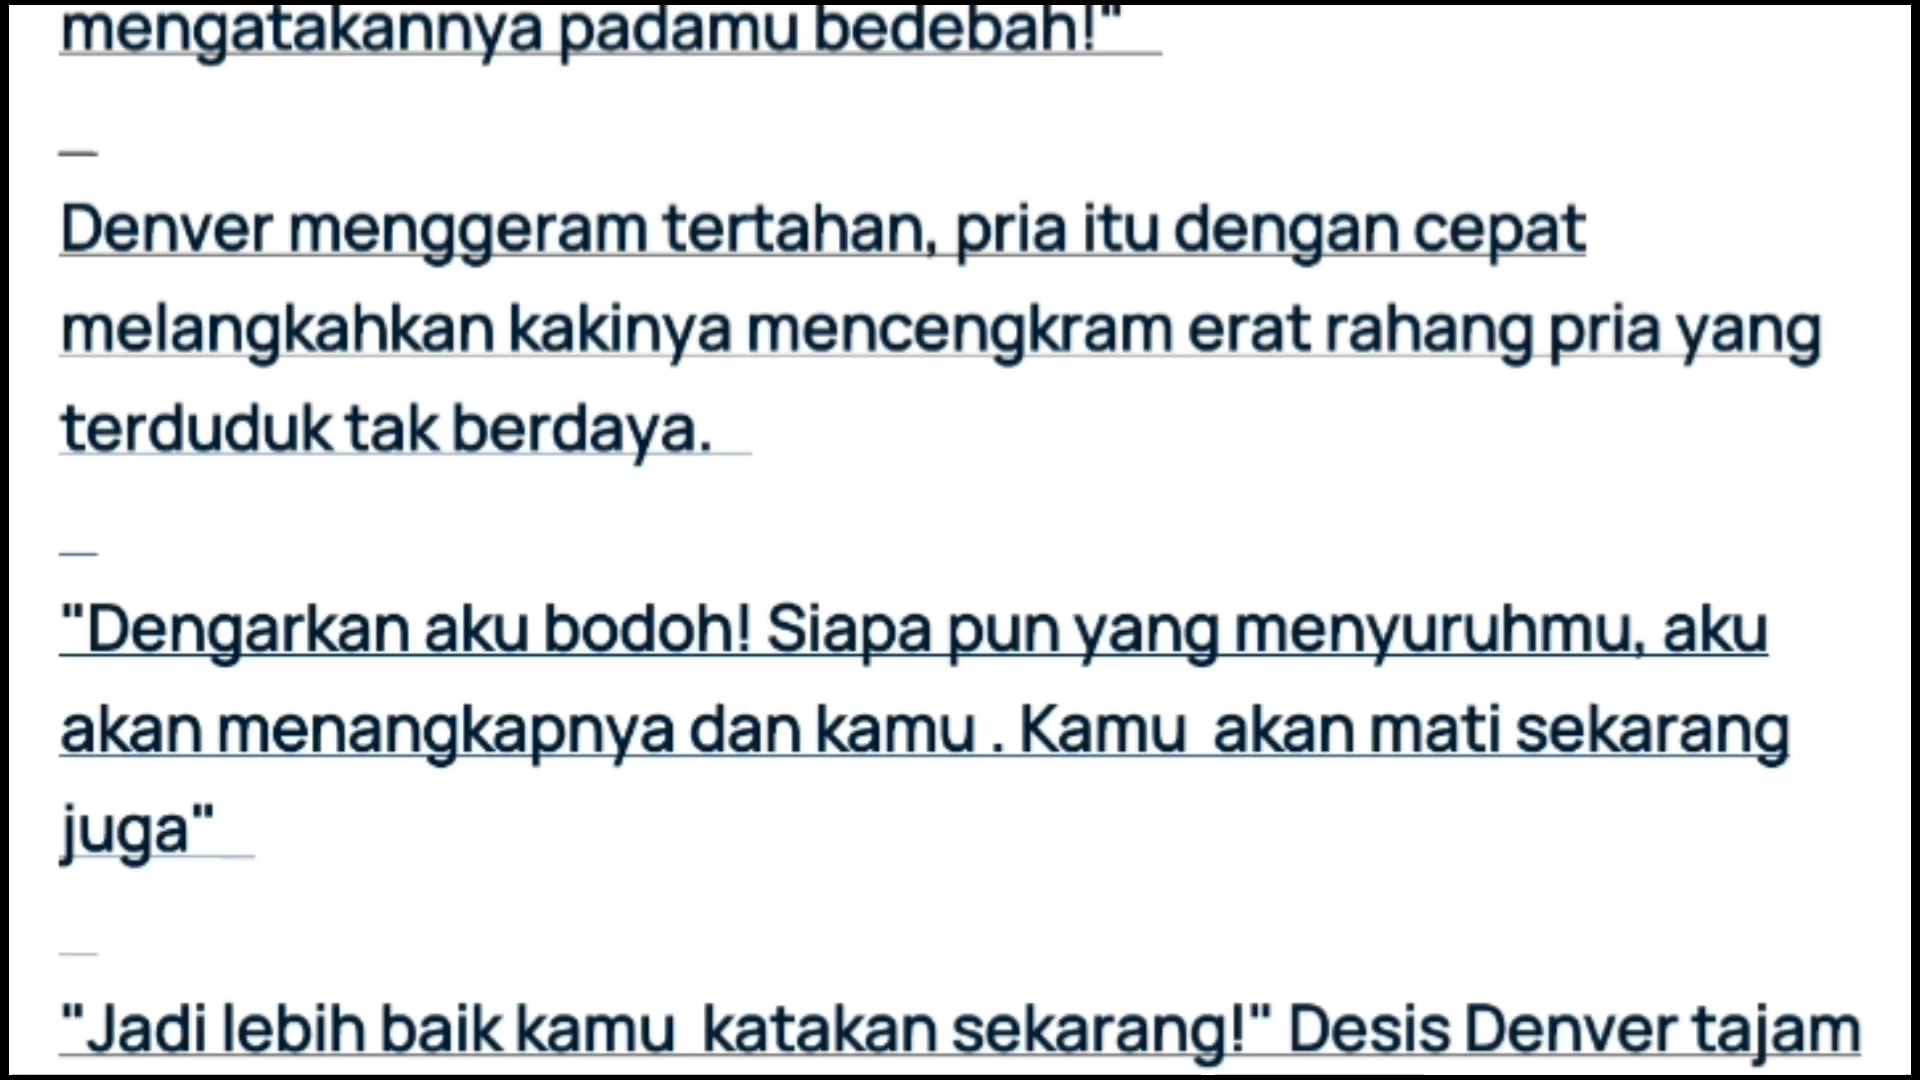 mengatakannya padamu bedebah!"
Denver menggeram tertahan, pria itu dengan cepat
melangkahkan kakinya mencengkram erat rahang pria yang
terduduk tak berdaya.
"Dengarkan aku bodoh! Siapa pun yang menyuruhmu, aku
akan menangkapnya dan kamu . Kamu  akan mati sekarang
juga"
"Jadi lebih baik kamu  katakan sekarang!" Desis Denver tajam